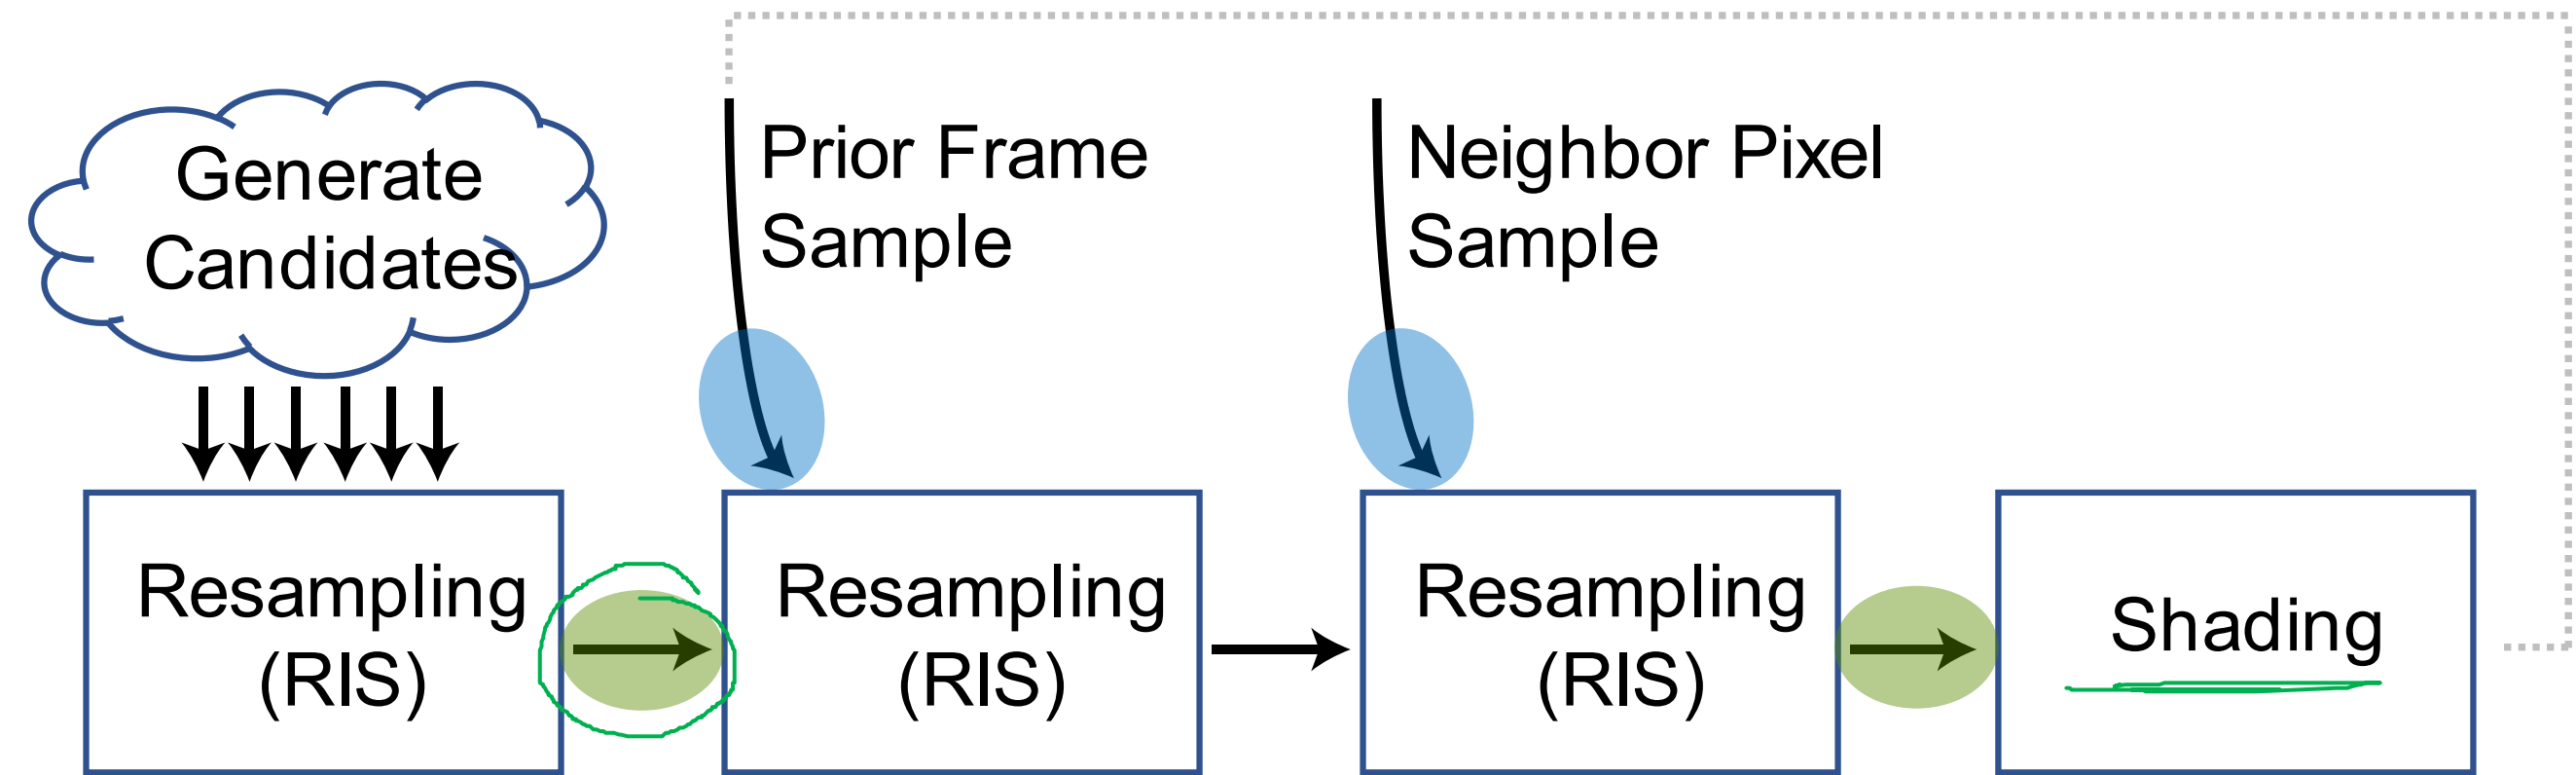 Generate
Candidates
Prior Frame
Sample
Neighbor Pixel
Sample
Resampling
(RIS)
Resampling
(RIS)
Resampling
(RIS)
Shading